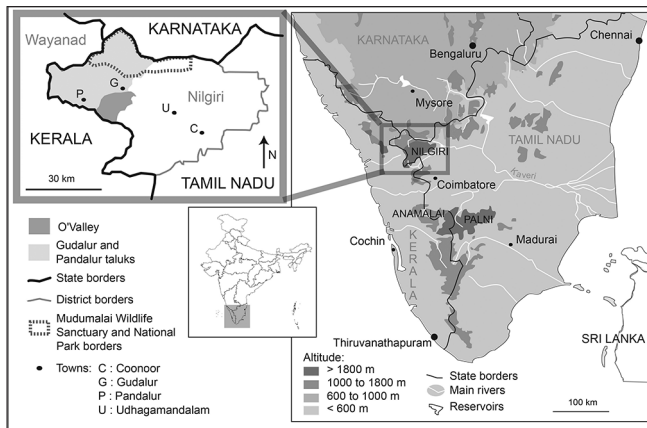 Wayanad
KARNATAKA
G
Nilgiri
P
U
C
KERALA
N
30 km
TAMIL NADU
O'Valley
Gudalur and
Pandalur taluks
State borders
District borders
Mudumalai Wildlife
Sanctuary and National
Park borders
Towns: C : Coonoor
G : Gudalur
P : Pandalur
U : Udhagamandalam
KARNATAKA
Chennai
Bengaluru
Mysore
TAMIL NADU
NILGIRI
Kaveri
Coimbatore
ANAMALAI
PALNI
Cochin
KERALA
Madurai
Thiruvanathapuram
SRI LANKA
Altitude:
> 1800 m
1000 to 1800 m
600 to 1000 m
< 600 m
State borders
Main rivers
Reservoirs
100 km